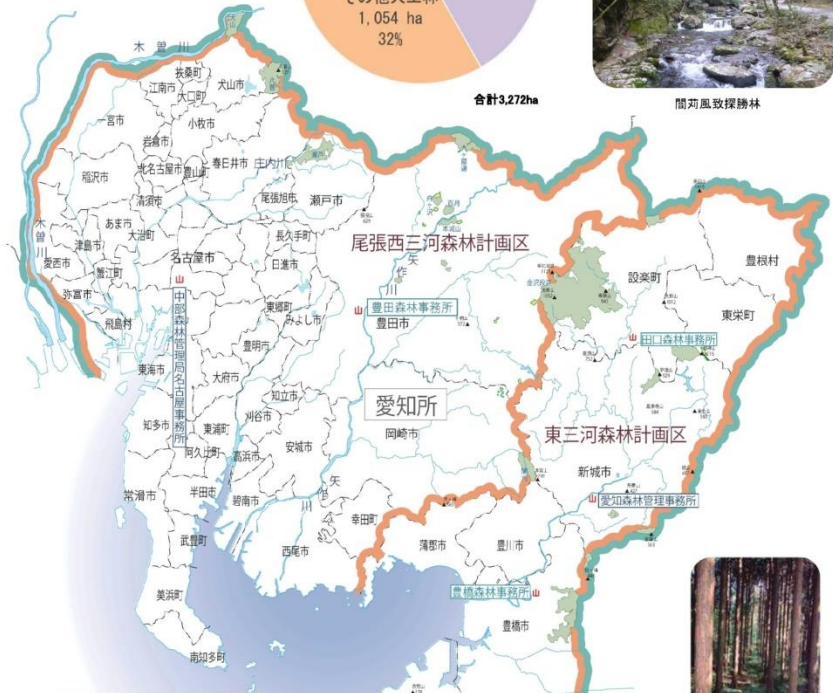 その他人工林
1,054 ha
32%
合計3,272ha
間苅風致探勝林
犬山
木曽川
扶桑町
江南市
大口町
犬山市
八曽
一宮市
小牧市
岩倉市
稲沢市
北名古屋市
豊山町
春日井市
庄内川
清須市
尾張旭市
瀬戸市
あま市
大治町
長久手町
尾張西三河森林計画区
木曽川
津島市
名古屋市
愛西市
蟹江町
日進市
設楽町
豊根村
弥富市
矢作川
東郷町
豊田森林事務所
東栄町
飛島村
みよし市
豊田市
中部森林管理局名古屋事務所
豊明市
田口森林事務所
東海市
大府市
知立市
愛知所
刈谷市
知多市
東浦町
岡崎市
東三河森林計画区
阿久比町
高浜市
安城市
新城市
常滑市
半田市
碧南市
矢作川
愛知森林管理事務所
幸田町
武豊町
西尾市
蒲郡市
豊川市
美浜町
豊橋森林事務所
豊橋市
南知多町